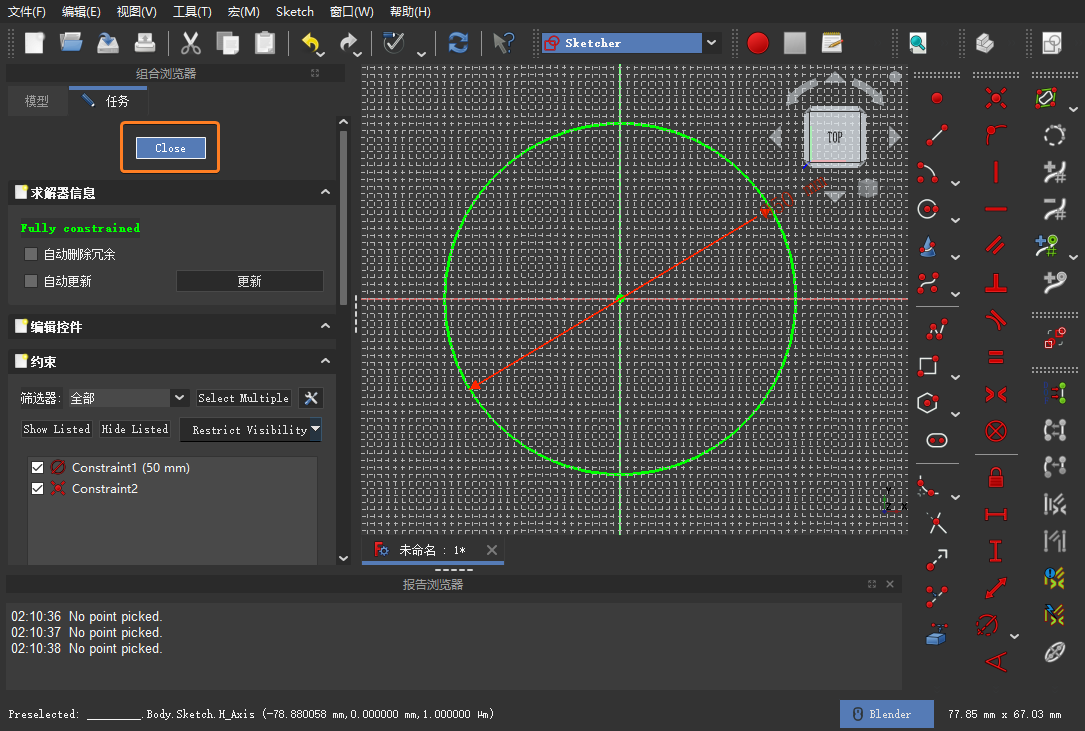 文件(F) 编辑(E) 视图(V) 工具(T) 宏(M) Sketch 窗口(W) 帮助(H)
Sketcher
组合浏览器
模型 任务
Close
求解器信息
Fully constrained
自动删除冗余
自动更新 更新
编辑控件
约束
筛选器: 全部 Select Multiple
Show Listed Hide Listed Restrict Visibility
Constraint1 (50 mm)
Constraint2
TOP
未命名 : 1*
报告浏览器
02:10:36 No point picked.
02:10:37 No point picked.
02:10:38 No point picked.
Preselected: ________.Body.Sketch.H_Axis (-78.880058 mm,0.000000 mm,1.000000 µm)
Blender 77.85 mm x 67.03 mm